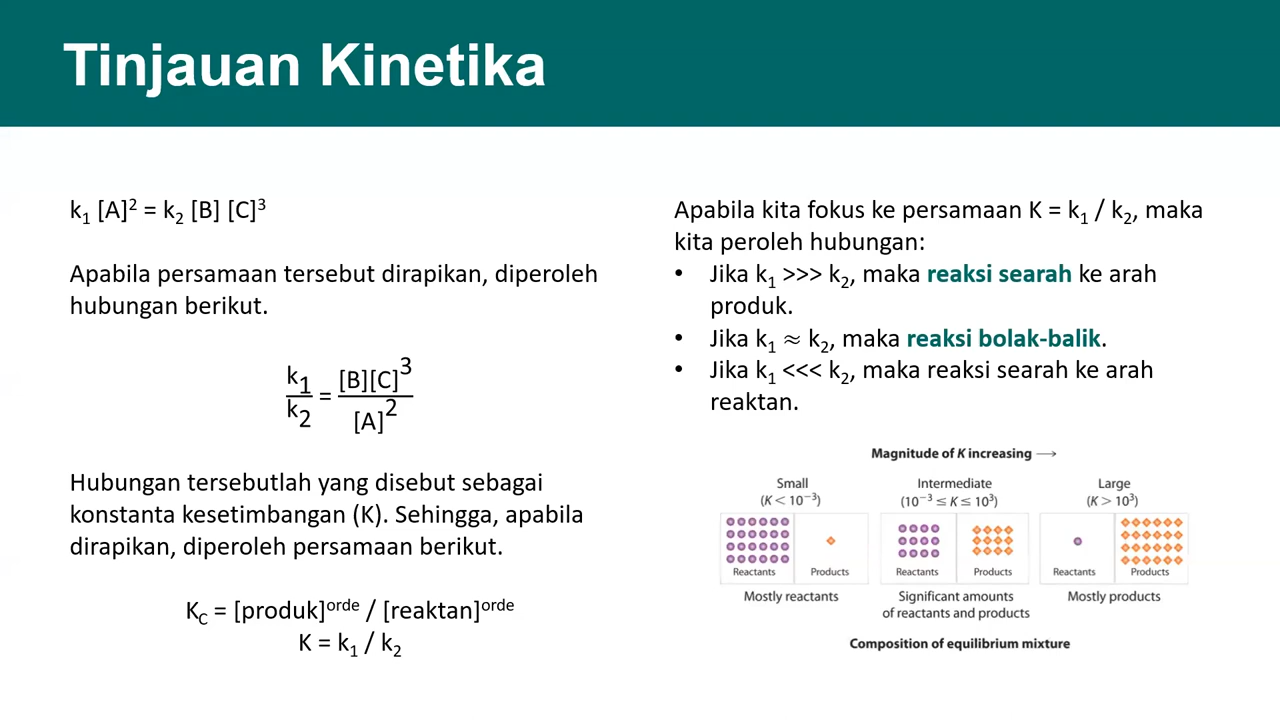 Tinjauan Kinetika
k₁ [A]² = k₂ [B] [C]³
Apabila persamaan tersebut dirapikan, diperoleh
hubungan berikut.
k₁ / k₂ = [B][C]³ / [A]²
Hubungan tersebutlah yang disebut sebagai
konstanta kesetimbangan (K). Sehingga, apabila
dirapikan, diperoleh persamaan berikut.
K_C = [produk]^orde / [reaktan]^orde
K = k₁ / k₂
Apabila kita fokus ke persamaan K = k₁ / k₂, maka
kita peroleh hubungan:
• Jika k₁ >>> k₂, maka reaksi searah ke arah
produk.
• Jika k₁ ≈ k₂, maka reaksi bolak-balik.
• Jika k₁ <<< k₂, maka reaksi searah ke arah
reaktan.
Magnitude of K increasing →
Small
(K < 10⁻³)
Reactants Products
Mostly reactants
Intermediate
(10⁻³ ≤ K ≤ 10³)
Reactants Products
Significant amounts
of reactants and products
Large
(K > 10³)
Reactants Products
Mostly products
Composition of equilibrium mixture